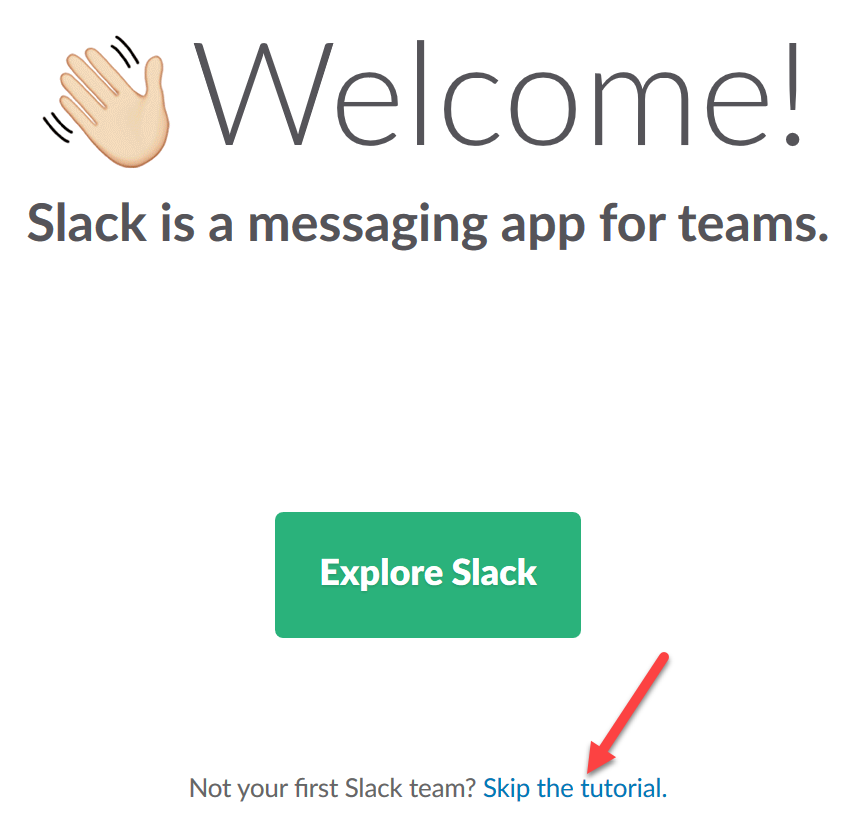 Welcome!
Slack is a messaging app for teams.
Explore Slack
Not your first Slack team? Skip the tutorial.